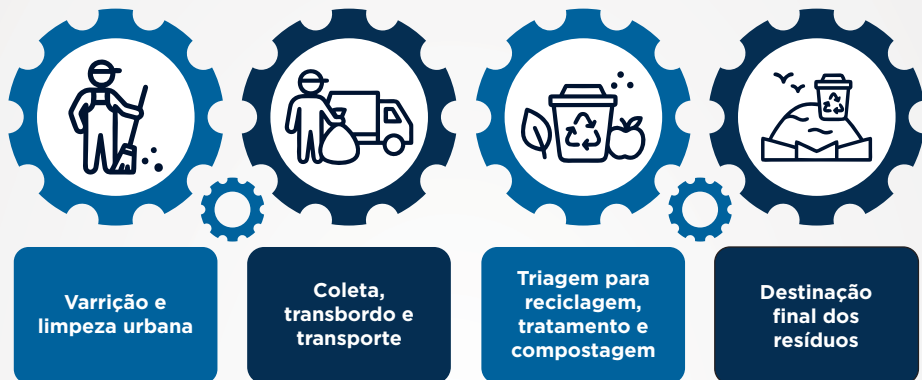 Varrição e
limpeza urbana
Coleta,
transbordo e
transporte
Triagem para
reciclagem,
tratamento e
compostagem
Destinação
final dos
resíduos